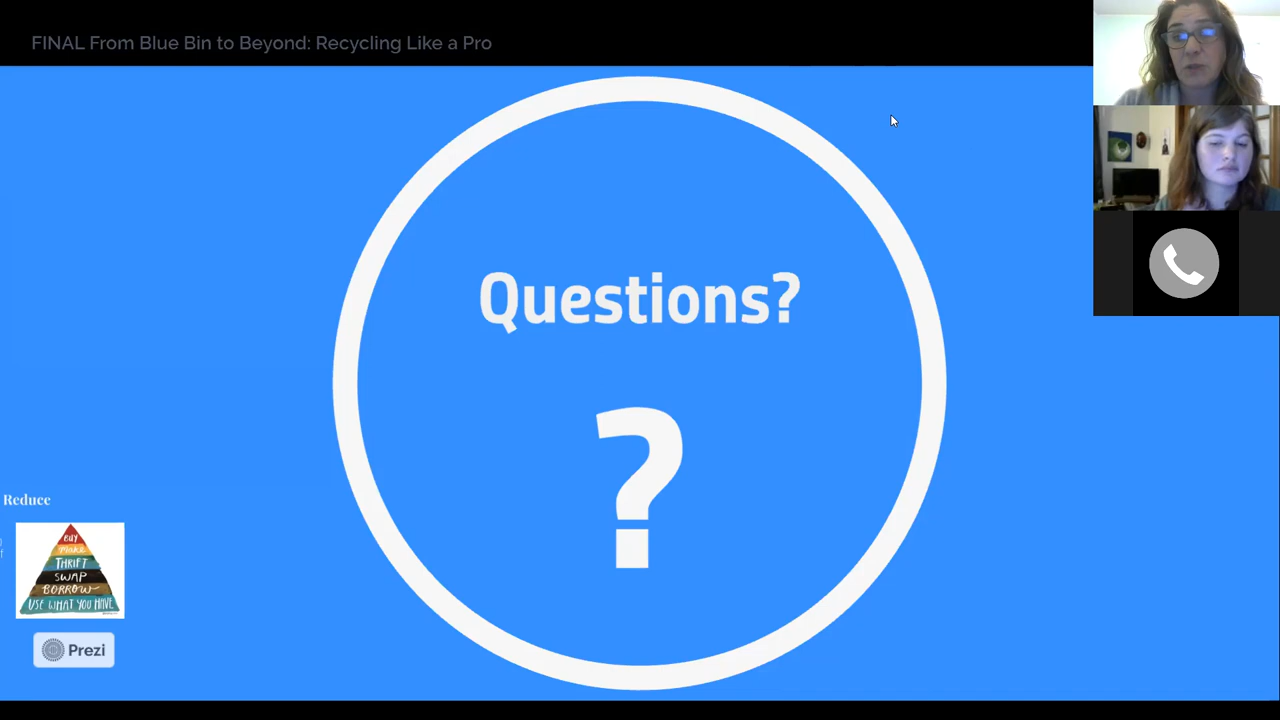 FINAL From Blue Bin to Beyond: Recycling Like a Pro
Questions?
?
Reduce
BUY
make
THRIFT
SWAP
BORROW
USE WHAT YOU HAVE
Prezi